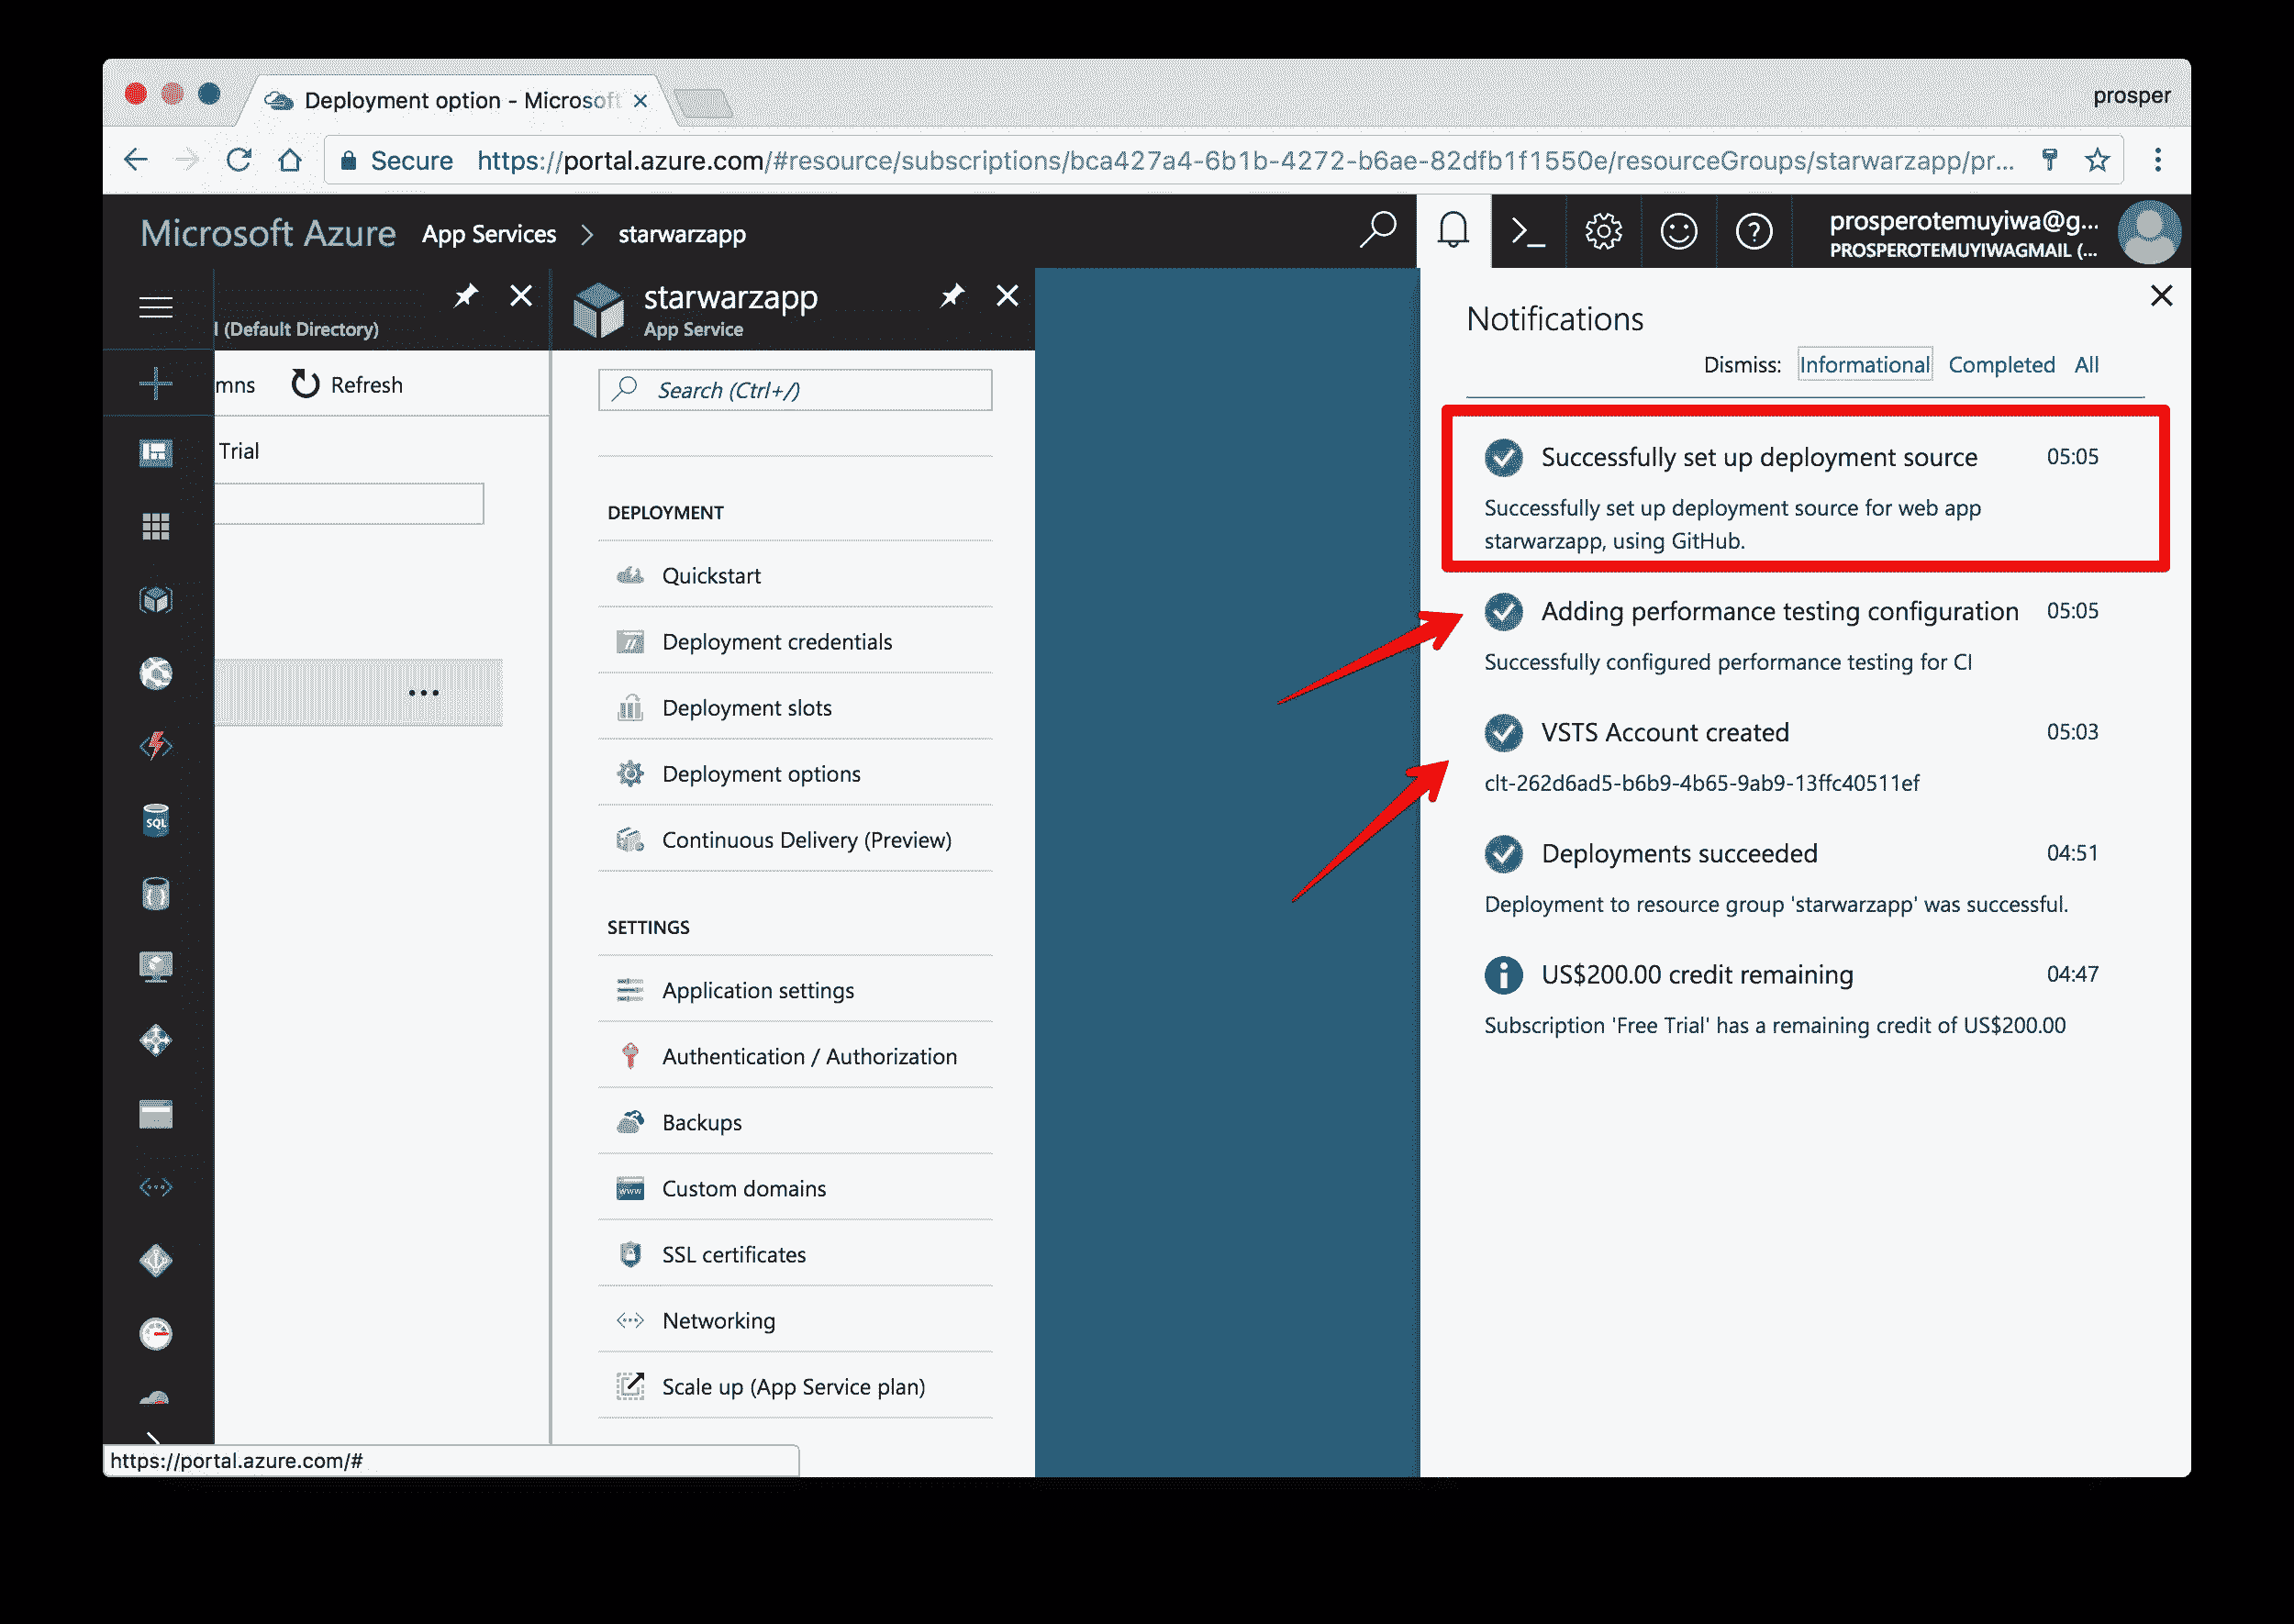 Deployment option - Microsoft
prosper
Secure https://portal.azure.com/#resource/subscriptions/bca427a4-6b1b-4272-b6ae-82dfb1f1550e/resourceGroups/starwarzapp/pr...
Microsoft Azure App Services > starwarzapp
prosperotemuyiwa@g...
PROSPEROTEMUYIWAGMAIL (...
l (Default Directory)
mns Refresh
Trial
...
SQL
starwarzapp
App Service
Search (Ctrl+/)
DEPLOYMENT
Quickstart
Deployment credentials
Deployment slots
Deployment options
Continuous Delivery (Preview)
SETTINGS
Application settings
Authentication / Authorization
Backups
www
Custom domains
SSL certificates
Networking
Scale up (App Service plan)
Notifications
Dismiss: Informational Completed All
Successfully set up deployment source 05:05
Successfully set up deployment source for web app
starwarzapp, using GitHub.
Adding performance testing configuration 05:05
Successfully configured performance testing for CI
VSTS Account created 05:03
clt-262d6ad5-b6b9-4b65-9ab9-13ffc40511ef
Deployments succeeded 04:51
Deployment to resource group 'starwarzapp' was successful.
US$200.00 credit remaining 04:47
Subscription 'Free Trial' has a remaining credit of US$200.00
https://portal.azure.com/#